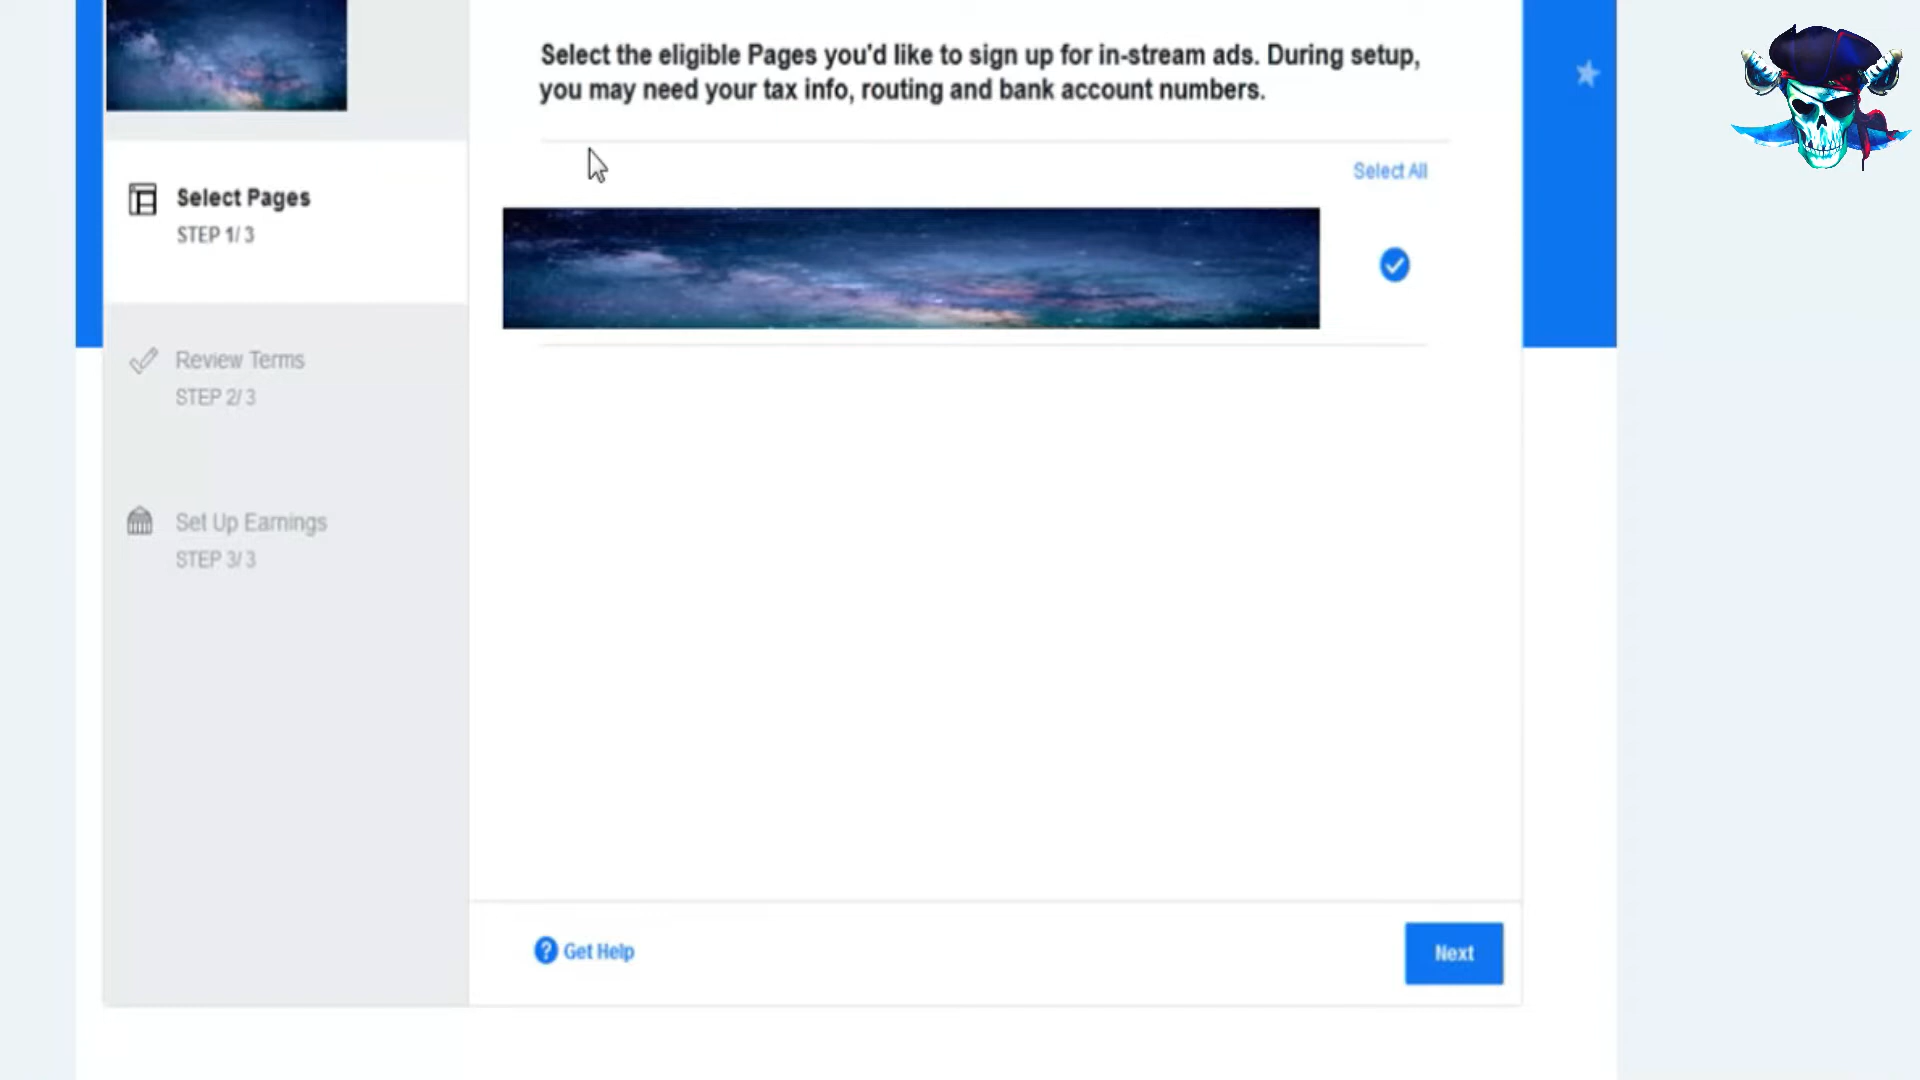 Select the eligible Pages you'd like to sign up for in-stream ads. During setup,
you may need your tax info, routing and bank account numbers.
Select All
Select Pages
STEP 1/ 3
Review Terms
STEP 2/ 3
Set Up Earnings
STEP 3/ 3
? Get Help
Next